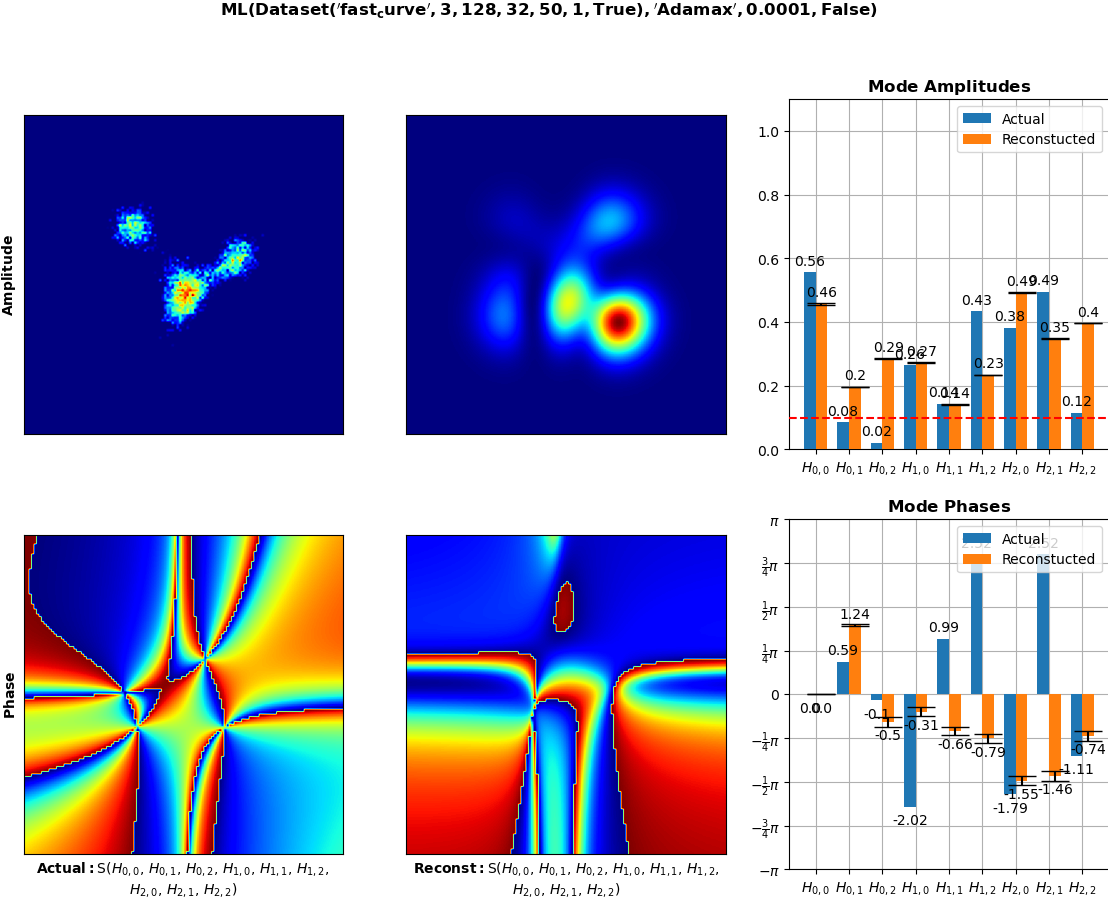 ML(Dataset(′fast_curve′, 3, 128, 32, 50, 1, True), ′Adamax′, 0.0001, False)
Amplitude
Mode Amplitudes
Actual
Reconstucted
1.0
0.8
0.6
0.4
0.2
0.0
0.56
0.46
0.08
0.2
0.02
0.29
0.26
0.27
0.14
0.14
0.43
0.23
0.38
0.49
0.49
0.35
0.12
0.4
H0,0 H0,1 H0,2 H1,0 H1,1 H1,2 H2,0 H2,1 H2,2
Phase
Mode Phases
Actual
Reconstucted
π
3/4π
1/2π
1/4π
0
−1/4π
−1/2π
−3/4π
−π
0.0
0.0
0.59
1.24
-0.1
-0.5
-2.02
-0.31
0.99
-0.66
2.52
-0.79
-1.79
-1.55
2.52
-1.46
-1.11
-0.74
H0,0 H0,1 H0,2 H1,0 H1,1 H1,2 H2,0 H2,1 H2,2
Actual: S(H0,0, H0,1, H0,2, H1,0, H1,1, H1,2,
H2,0, H2,1, H2,2)
Reconst: S(H0,0, H0,1, H0,2, H1,0, H1,1, H1,2,
H2,0, H2,1, H2,2)